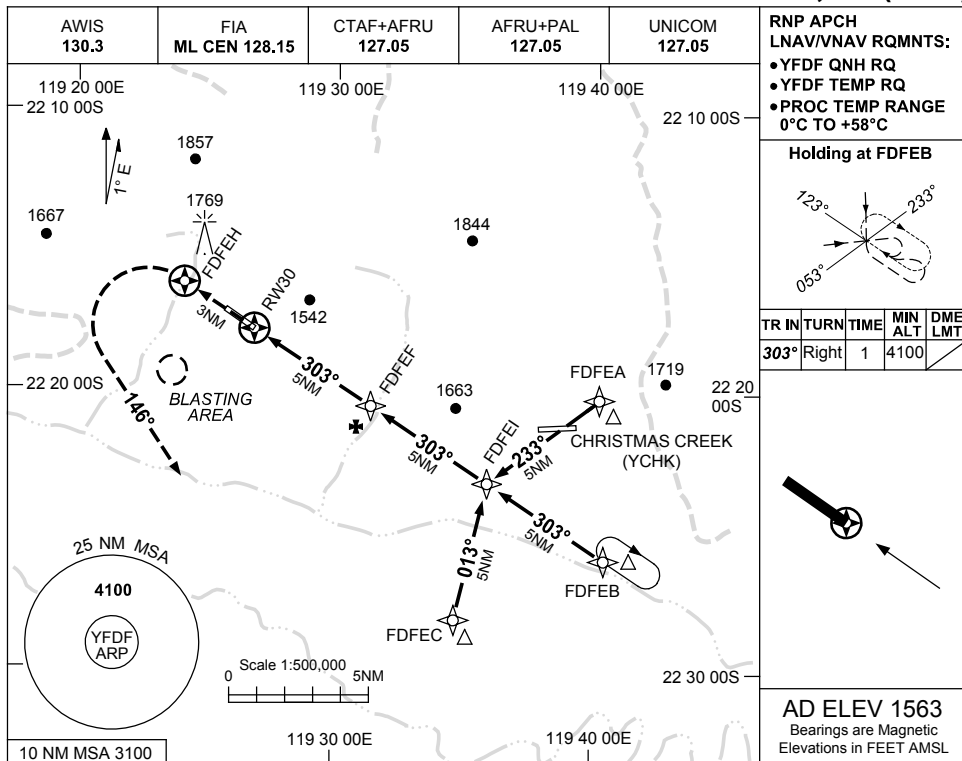 AWIS
130.3
FIA
ML CEN 128.15
CTAF+AFRU
127.05
AFRU+PAL
127.05
UNICOM
127.05
RNP APCH
LNAV/VNAV RQMNTS:
• YFDF QNH RQ
• YFDF TEMP RQ
• PROC TEMP RANGE
0°C TO +58°C
119 20 00E
119 30 00E
119 40 00E
22 10 00S
22 10 00S
1° E
1857
1769
1667
1844
1542
FDFEH
RW30
3NM
303°
5NM
FDFEF
22 20 00S
BLASTING
AREA
146°
1663
FDFEA
1719
22 20
00S
FDFEI
303°
5NM
233°
5NM
CHRISTMAS CREEK
(YCHK)
013°
5NM
303°
5NM
FDFEB
FDFEC
25 NM MSA
4100
YFDF
ARP
Scale 1:500,000
0
5NM
22 30 00S
10 NM MSA 3100
119 30 00E
119 40 00E
Holding at FDFEB
123°
233°
053°
TR IN
TURN
TIME
MIN
ALT
DME
LMT
303°
Right
1
4100
AD ELEV 1563
Bearings are Magnetic
Elevations in FEET AMSL